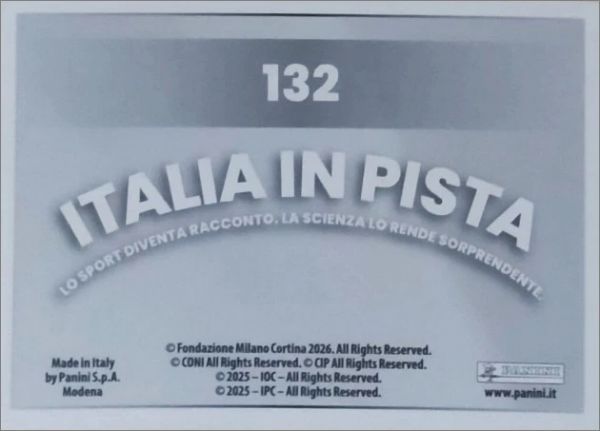 132
ITALIA IN PISTA
LO SPORT DIVENTA RACCONTO. LA SCIENZA LO RENDE SORPRENDENTE.
Made in Italy
by Panini S.p.A.
Modena
© Fondazione Milano Cortina 2026. All Rights Reserved.
© CONI All Rights Reserved. © CIP All Rights Reserved.
© 2025 – IOC – All Rights Reserved.
© 2025 – IPC – All Rights Reserved.
PANINI
www.panini.it